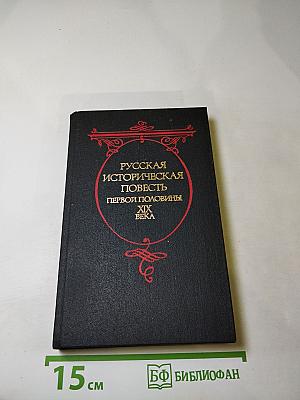 РУССКАЯ
ИСТОРИЧЕСКАЯ
ПОВЕСТЬ
ПЕРВОЙ ПОЛОВИНЫ
XIX
ВЕКА
15 см
БФ БИБЛИОФАН